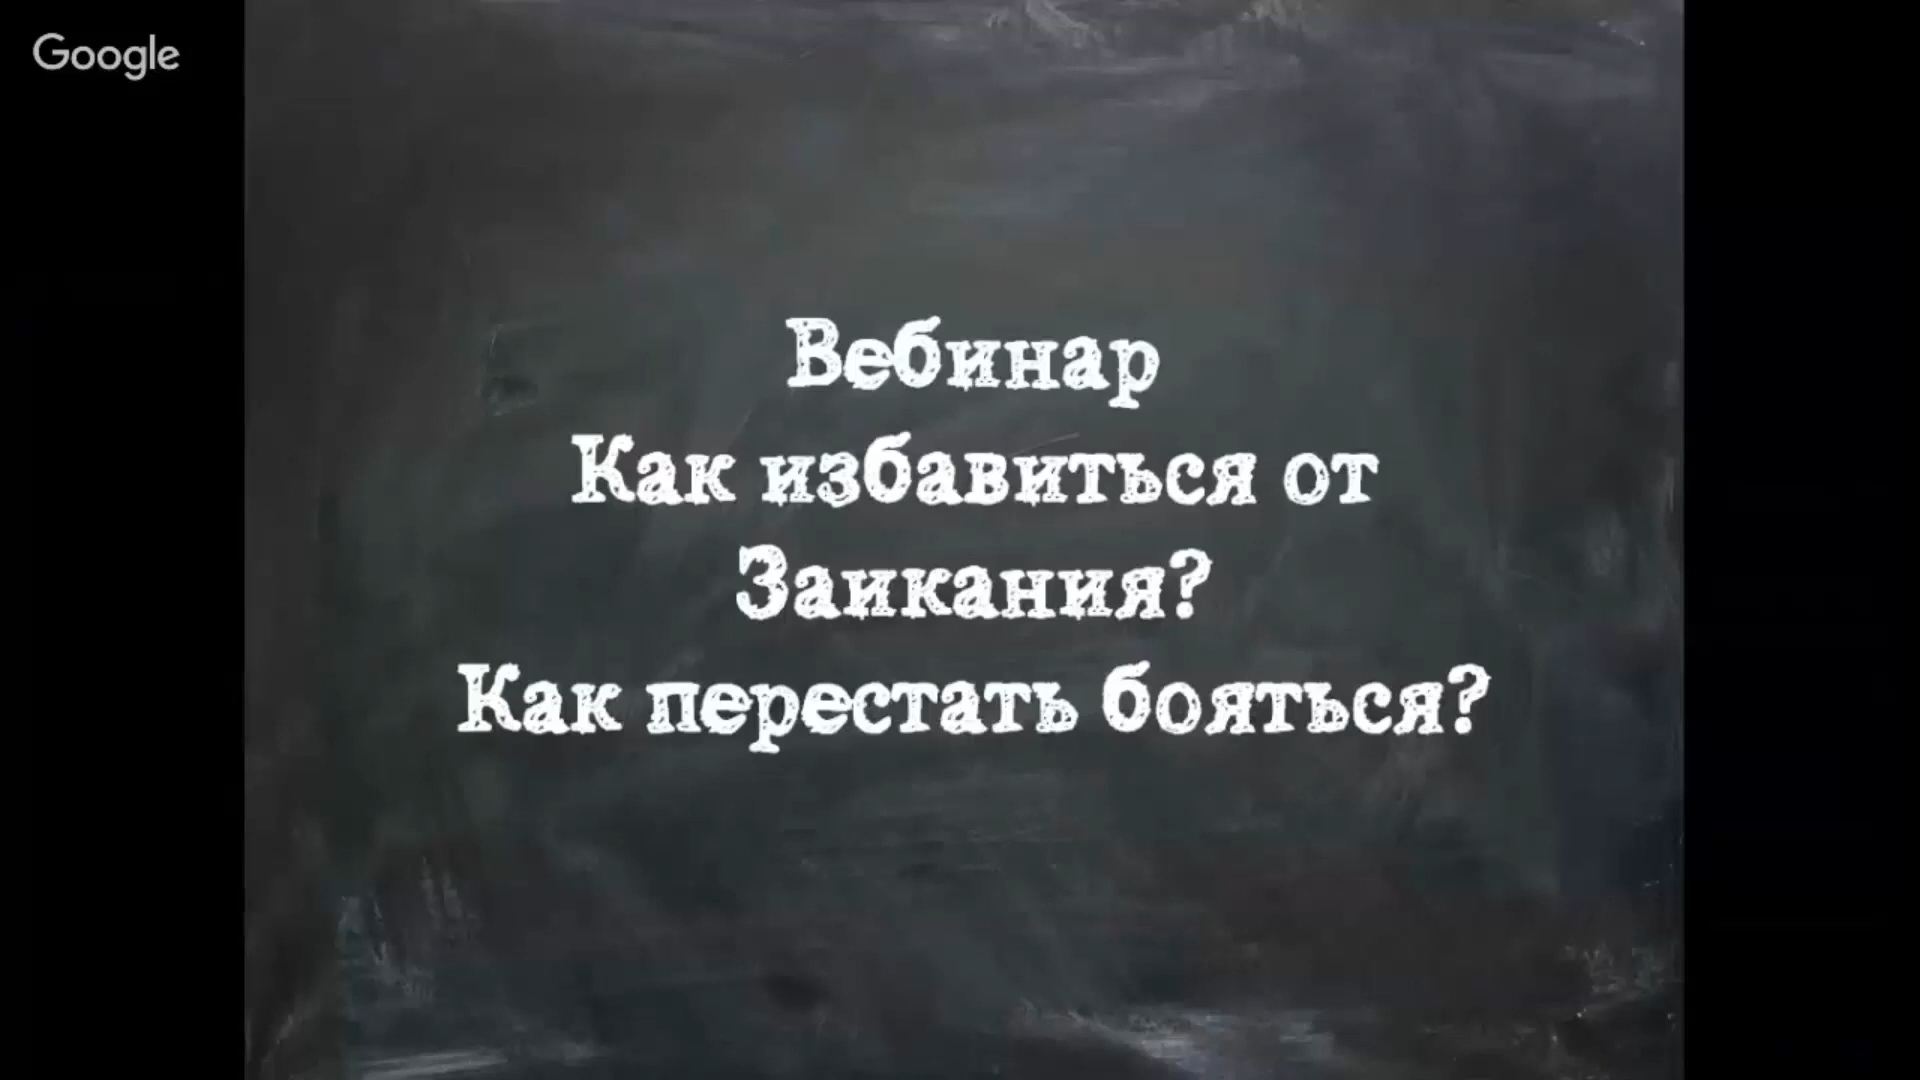 Google
Вебинар
Как избавиться от
Заикания?
Как перестать бояться?